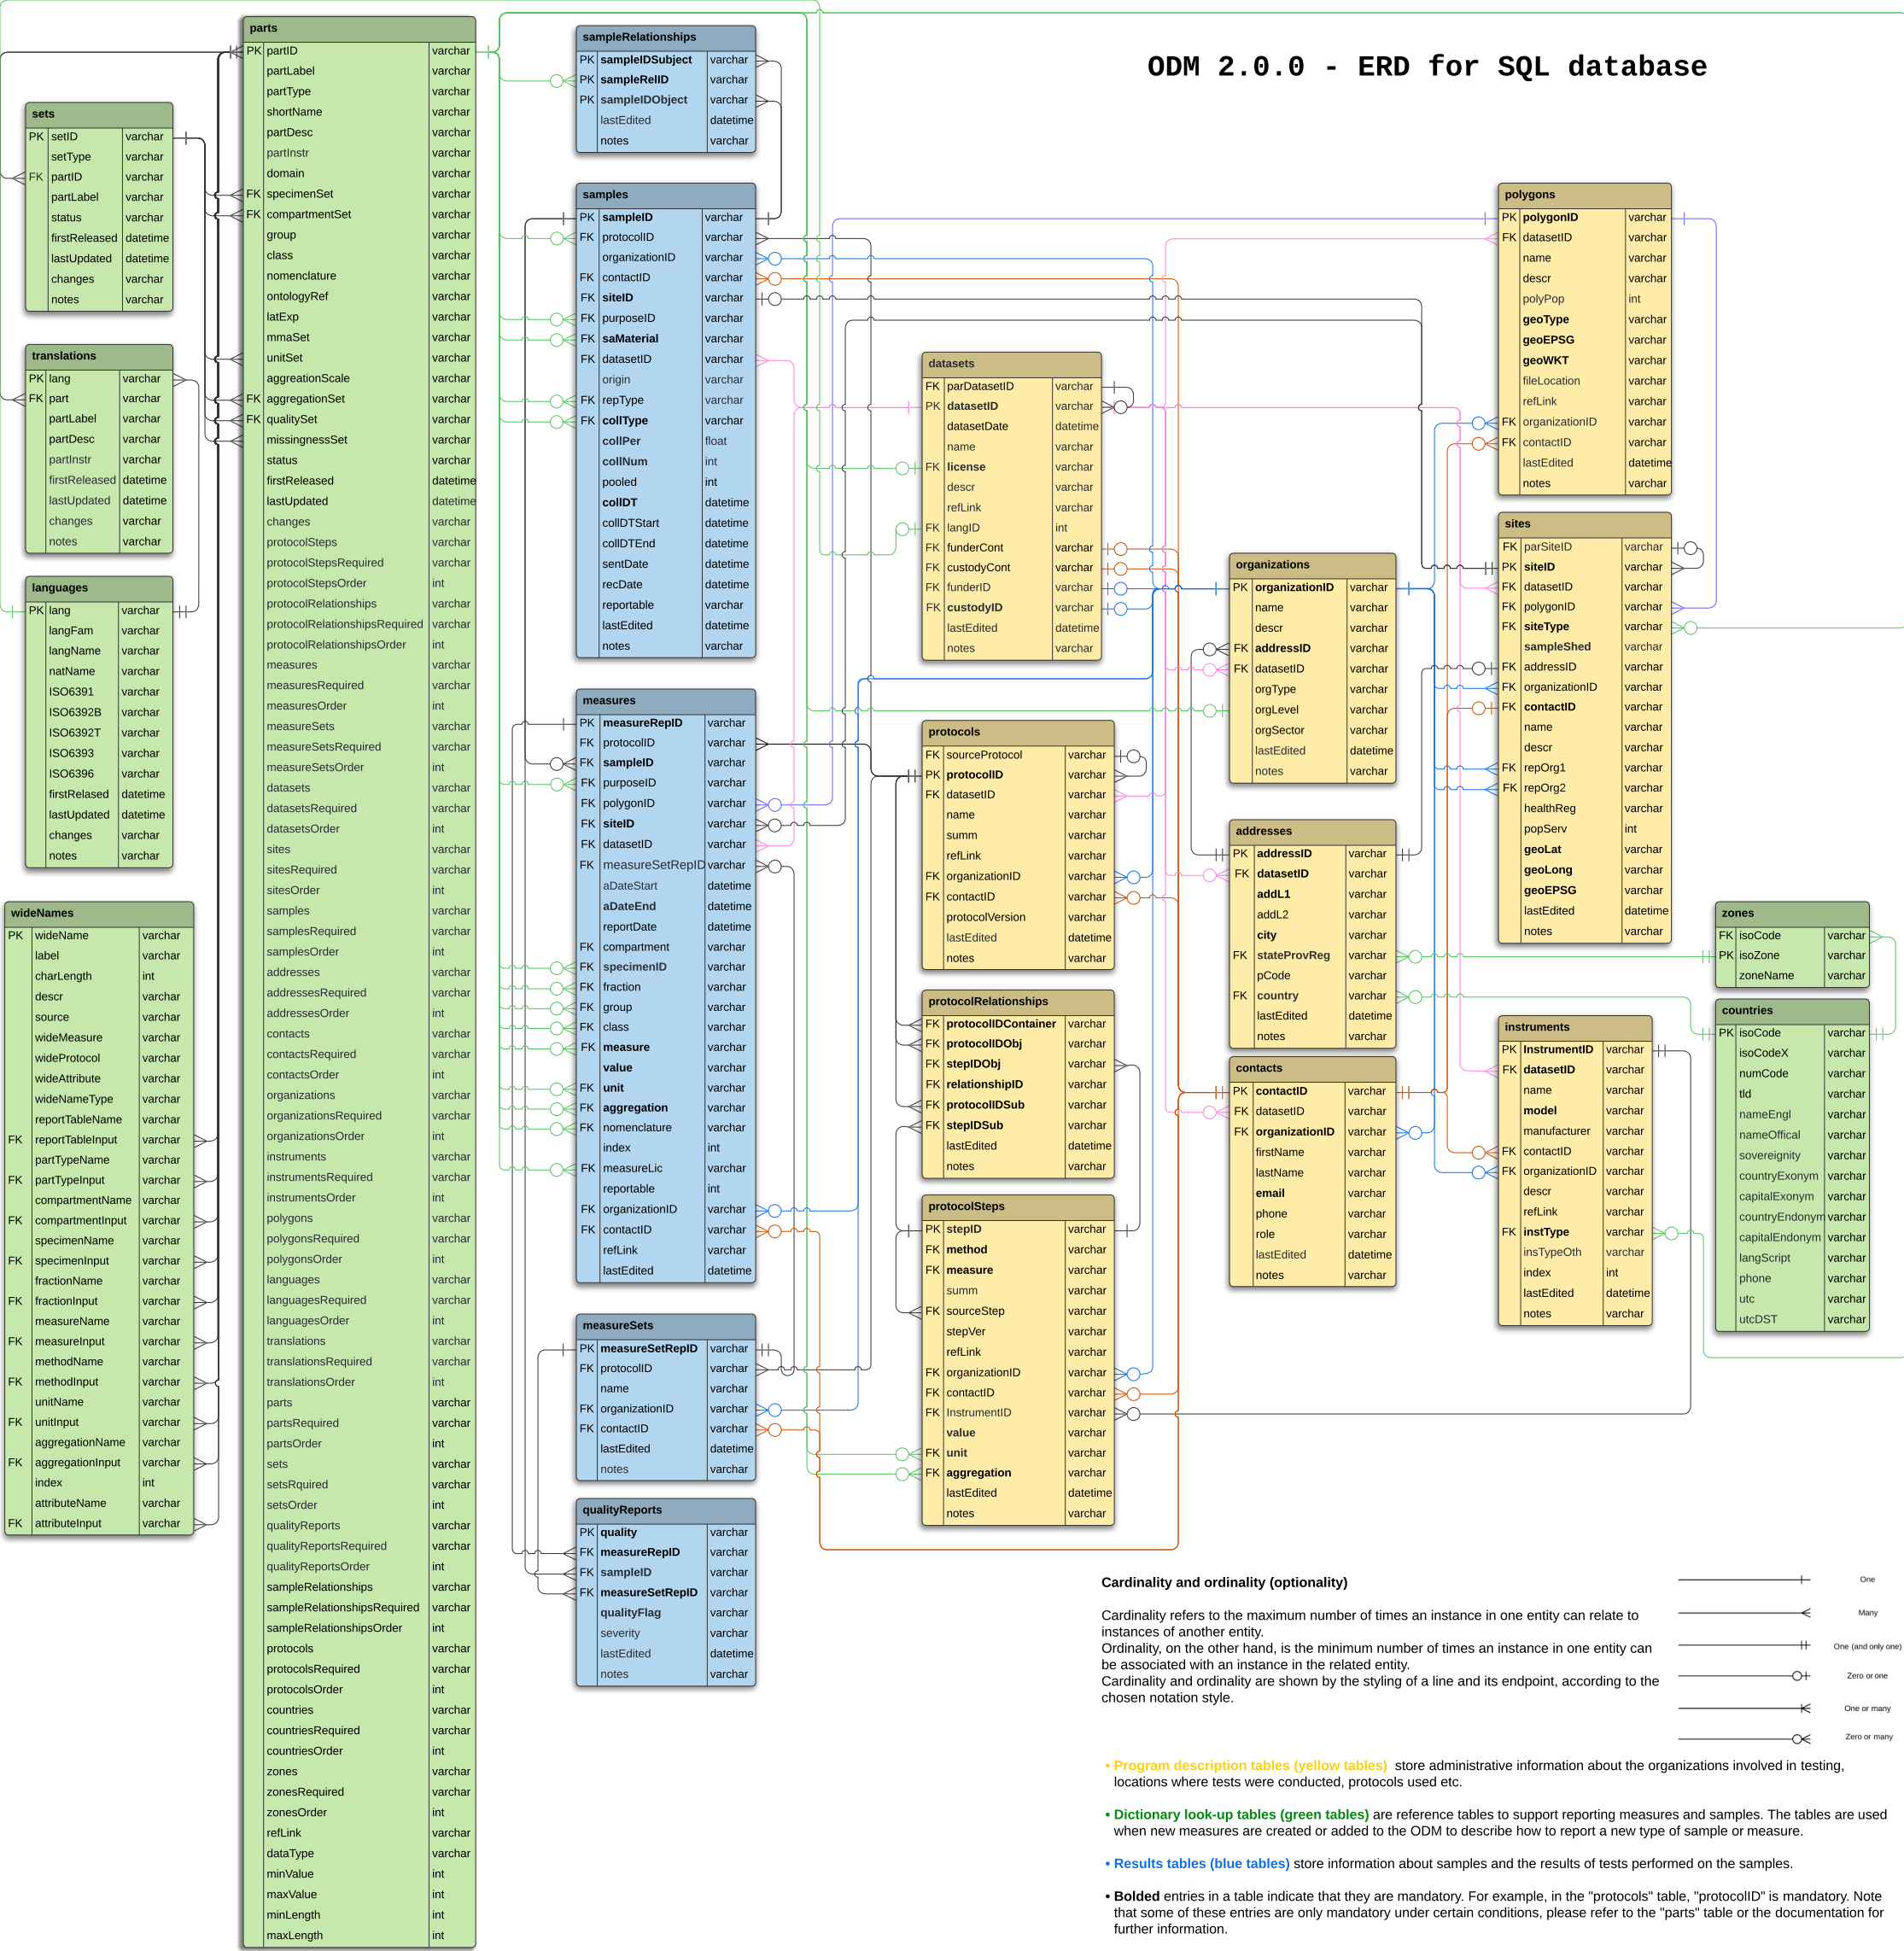 ODM 2.0.0 - ERD for SQL database
parts
PK partID varchar
partLabel varchar
partType varchar
shortName varchar
partDesc varchar
partInstr varchar
domain varchar
FK specimenSet varchar
FK compartmentSet varchar
group varchar
class varchar
nomenclature varchar
ontologyRef varchar
latExp varchar
mmaSet varchar
unitSet varchar
aggreationScale varchar
FK aggregationSet varchar
FK qualitySet varchar
missingnessSet varchar
status varchar
firstReleased datetime
lastUpdated datetime
changes varchar
protocolSteps varchar
protocolStepsRequired varchar
protocolStepsOrder int
protocolRelationships varchar
protocolRelationshipsRequired varchar
protocolRelationshipsOrder int
measures varchar
measuresRequired varchar
measuresOrder int
measureSets varchar
measureSetsRequired varchar
measureSetsOrder int
datasets varchar
datasetsRequired varchar
datasetsOrder int
sites varchar
sitesRequired varchar
sitesOrder int
samples varchar
samplesRequired varchar
samplesOrder int
addresses varchar
addressesRequired varchar
addressesOrder int
contacts varchar
contactsRequired varchar
contactsOrder int
organizations varchar
organizationsRequired varchar
organizationsOrder int
instruments varchar
instrumentsRequired varchar
instrumentsOrder int
polygons varchar
polygonsRequired varchar
polygonsOrder int
languages varchar
languagesRequired varchar
languagesOrder int
translations varchar
translationsRequired varchar
translationsOrder int
parts varchar
partsRequired varchar
partsOrder int
sets varchar
setsRquired varchar
setsOrder int
qualityReports varchar
qualityReportsRequired varchar
qualityReportsOrder int
sampleRelationships varchar
sampleRelationshipsRequired varchar
sampleRelationshipsOrder int
protocols varchar
protocolsRequired varchar
protocolsOrder int
countries varchar
countriesRequired varchar
countriesOrder int
zones varchar
zonesRequired varchar
zonesOrder int
refLink varchar
dataType varchar
minValue int
maxValue int
minLength int
maxLength int
sets
PK setID varchar
setType varchar
FK partID varchar
partLabel varchar
status varchar
firstReleased datetime
lastUpdated datetime
changes varchar
notes varchar
translations
PK lang varchar
FK part varchar
partLabel varchar
partDesc varchar
partInstr varchar
firstReleased datetime
lastUpdated datetime
changes varchar
notes varchar
languages
PK lang varchar
langFam varchar
langName varchar
natName varchar
ISO6391 varchar
ISO6392B varchar
ISO6392T varchar
ISO6393 varchar
ISO6396 varchar
firstRelased datetime
lastUpdated datetime
changes varchar
notes varchar
wideNames
PK wideName varchar
label varchar
charLength int
descr varchar
source varchar
wideMeasure varchar
wideProtocol varchar
wideAttribute varchar
wideNameType varchar
reportTableName varchar
FK reportTableInput varchar
partTypeName varchar
FK partTypeInput varchar
compartmentName varchar
FK compartmentInput varchar
specimenName varchar
FK specimenInput varchar
fractionName varchar
FK fractionInput varchar
measureName varchar
FK measureInput varchar
methodName varchar
FK methodInput varchar
unitName varchar
FK unitInput varchar
aggregationName varchar
FK aggregationInput varchar
index int
attributeName varchar
FK attributeInput varchar
sampleRelationships
PK sampleIDSubject varchar
PK sampleRelID varchar
PK sampleIDObject varchar
lastEdited datetime
notes varchar
samples
PK sampleID varchar
FK protocolID varchar
organizationID varchar
FK contactID varchar
FK siteID varchar
FK purposeID varchar
FK saMaterial varchar
FK datasetID varchar
origin varchar
FK repType varchar
FK collType varchar
collPer float
collNum int
pooled int
collDT datetime
collDTStart datetime
collDTEnd datetime
sentDate datetime
recDate datetime
reportable varchar
lastEdited datetime
notes varchar
measures
PK measureRepID varchar
FK protocolID varchar
FK sampleID varchar
FK purposeID varchar
FK polygonID varchar
FK siteID varchar
FK datasetID varchar
FK measureSetRepID varchar
aDateStart datetime
aDateEnd datetime
reportDate datetime
FK compartment varchar
FK specimenID varchar
FK fraction varchar
FK group varchar
FK class varchar
FK measure varchar
value varchar
FK unit varchar
FK aggregation varchar
FK nomenclature varchar
index int
FK measureLic varchar
reportable int
FK organizationID varchar
FK contactID varchar
refLink varchar
lastEdited datetime
measureSets
PK measureSetRepID varchar
FK protocolID varchar
name varchar
FK organizationID varchar
FK contactID varchar
lastEdited datetime
notes varchar
qualityReports
PK quality varchar
FK measureRepID varchar
FK sampleID varchar
FK measureSetRepID varchar
qualityFlag varchar
severity varchar
lastEdited datetime
notes varchar
datasets
FK parDatasetID varchar
PK datasetID varchar
datasetDate datetime
name varchar
FK license varchar
descr varchar
refLink varchar
FK langID int
FK funderCont varchar
FK custodyCont varchar
FK funderID varchar
FK custodyID varchar
lastEdited datetime
notes varchar
protocols
FK sourceProtocol varchar
PK protocolID varchar
FK datasetID varchar
name varchar
summ varchar
refLink varchar
FK organizationID varchar
FK contactID varchar
protocolVersion varchar
lastEdited datetime
notes varchar
protocolRelationships
FK protocolIDContainer varchar
FK protocolIDObj varchar
FK stepIDObj varchar
FK relationshipID varchar
FK protocolIDSub varchar
FK stepIDSub varchar
lastEdited datetime
notes varchar
protocolSteps
PK stepID varchar
FK method varchar
FK measure varchar
summ varchar
FK sourceStep varchar
stepVer varchar
refLink varchar
FK organizationID varchar
FK contactID varchar
FK InstrumentID varchar
value varchar
FK unit varchar
FK aggregation varchar
lastEdited datetime
notes varchar
organizations
PK organizationID varchar
name varchar
descr varchar
FK addressID varchar
FK datasetID varchar
orgType varchar
orgLevel varchar
orgSector varchar
lastEdited datetime
notes varchar
addresses
PK addressID varchar
FK datasetID varchar
addL1 varchar
addL2 varchar
city varchar
FK stateProvReg varchar
pCode varchar
FK country varchar
lastEdited datetime
notes varchar
contacts
PK contactID varchar
FK datasetID varchar
FK organizationID varchar
firstName varchar
lastName varchar
email varchar
phone varchar
role varchar
lastEdited datetime
notes varchar
polygons
PK polygonID varchar
FK datasetID varchar
name varchar
descr varchar
polyPop int
geoType varchar
geoEPSG varchar
geoWKT varchar
fileLocation varchar
refLink varchar
FK organizationID varchar
FK contactID varchar
lastEdited datetime
notes varchar
sites
FK parSiteID varchar
PK siteID varchar
FK datasetID varchar
FK polygonID varchar
FK siteType varchar
sampleShed varchar
FK addressID varchar
FK organizationID varchar
FK contactID varchar
name varchar
descr varchar
FK repOrg1 varchar
FK repOrg2 varchar
healthReg varchar
popServ int
geoLat varchar
geoLong varchar
geoEPSG varchar
lastEdited datetime
notes varchar
instruments
PK InstrumentID varchar
FK datasetID varchar
name varchar
model varchar
manufacturer varchar
FK contactID varchar
FK organizationID varchar
descr varchar
refLink varchar
FK instType varchar
insTypeOth varchar
index int
lastEdited datetime
notes varchar
zones
FK isoCode varchar
PK isoZone varchar
zoneName varchar
countries
PK isoCode varchar
isoCodeX varchar
numCode varchar
tld varchar
nameEngl varchar
nameOffical varchar
sovereignity varchar
countryExonym varchar
capitalExonym varchar
countryEndonym varchar
capitalEndonym varchar
langScript varchar
phone varchar
utc varchar
utcDST varchar
Cardinality and ordinality (optionality)
Cardinality refers to the maximum number of times an instance in one entity can relate to
instances of another entity.
Ordinality, on the other hand, is the minimum number of times an instance in one entity can
be associated with an instance in the related entity.
Cardinality and ordinality are shown by the styling of a line and its endpoint, according to the
chosen notation style.
One
Many
One (and only one)
Zero or one
One or many
Zero or many
• Program description tables (yellow tables) store administrative information about the organizations involved in testing,
locations where tests were conducted, protocols used etc.
• Dictionary look-up tables (green tables) are reference tables to support reporting measures and samples. The tables are used
when new measures are created or added to the ODM to describe how to report a new type of sample or measure.
• Results tables (blue tables) store information about samples and the results of tests performed on the samples.
• Bolded entries in a table indicate that they are mandatory. For example, in the "protocols" table, "protocolID" is mandatory. Note
that some of these entries are only mandatory under certain conditions, please refer to the "parts" table or the documentation for
further information.